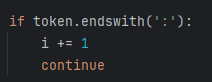 if token.endswith(':'):
    i += 1
    continue